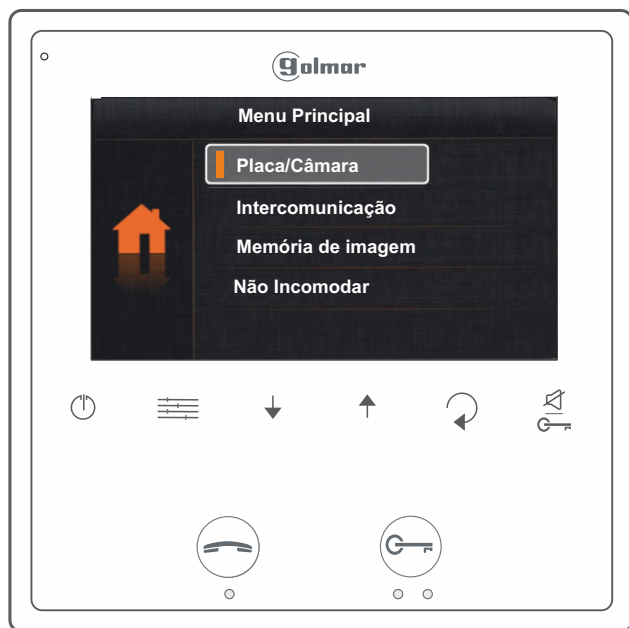 golmar
Menu Principal
Placa/Câmara
Intercomunicação
Memória de imagem
Não Incomodar